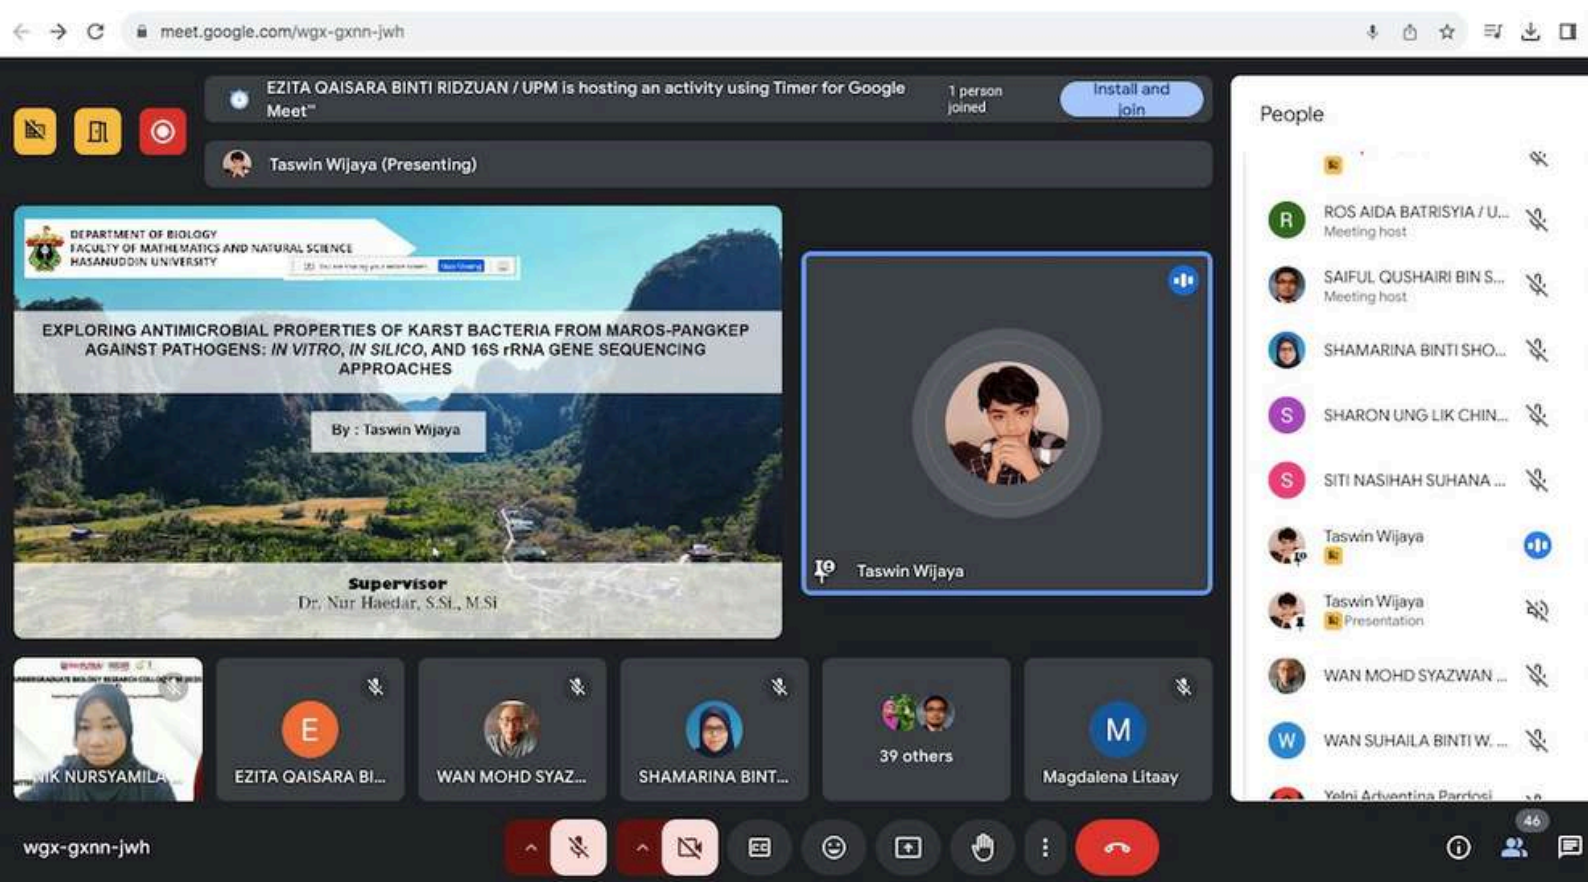 meet.google.com/wgx-gxnn-jwh
EZITA QAISARA BINTI RIDZUAN / UPM is hosting an activity using Timer for Google
Meet™
1 person
joined
Install and
join
Taswin Wijaya (Presenting)
DEPARTMENT OF BIOLOGY
FACULTY OF MATHEMATICS AND NATURAL SCIENCE
HASANUDDIN UNIVERSITY
EXPLORING ANTIMICROBIAL PROPERTIES OF KARST BACTERIA FROM MAROS-PANGKEP
AGAINST PATHOGENS: IN VITRO, IN SILICO, AND 16S rRNA GENE SEQUENCING
APPROACHES
By : Taswin Wijaya
Supervisor
Dr. Nur Haedar, S.Si., M.Si
Taswin Wijaya
NIK NURSYAMILA...
E
EZITA QAISARA BI...
WAN MOHD SYAZ...
SHAMARINA BINT...
39 others
M
Magdalena Litaay
People
R
ROS AIDA BATRISYIA / U...
Meeting host
SAIFUL QUSHAIRI BIN S...
Meeting host
SHAMARINA BINTI SHO...
S
SHARON UNG LIK CHIN...
S
SITI NASIHAH SUHANA ...
Taswin Wijaya
Taswin Wijaya
Presentation
WAN MOHD SYAZWAN ...
W
WAN SUHAILA BINTI W. ...
Yelni Adventina Pardosi
wgx-gxnn-jwh
46